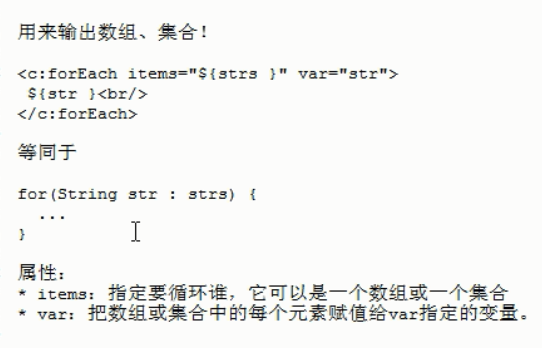 用来输出数组、集合！
<c:forEach items="${strs }" var="str">
${str }<br/>
</c:forEach>
等同于
for(String str : strs) {
...
}
属性：
* items：指定要循环谁，它可以是一个数组或一个集合
* var：把数组或集合中的每个元素赋值给var指定的变量。